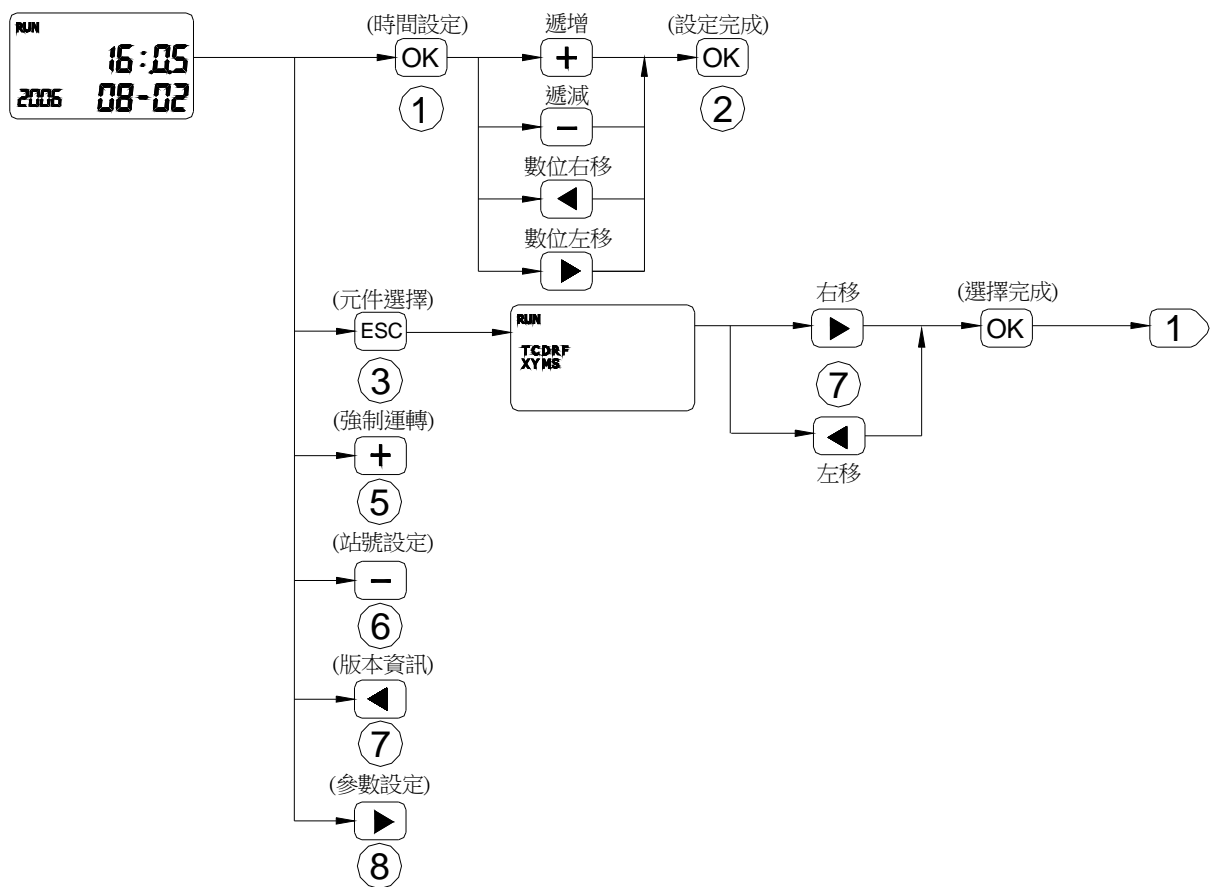 RUN
16:05
2006 08-02
(時間設定)
OK
1
遞增
+
遞減
−
數位右移
◀
數位左移
▶
(設定完成)
OK
2
(元件選擇)
ESC
3
RUN
TCDRF
XYMS
右移
▶
7
◀
左移
(選擇完成)
OK
1
(強制運轉)
+
5
(站號設定)
−
6
(版本資訊)
◀
7
(參數設定)
▶
8